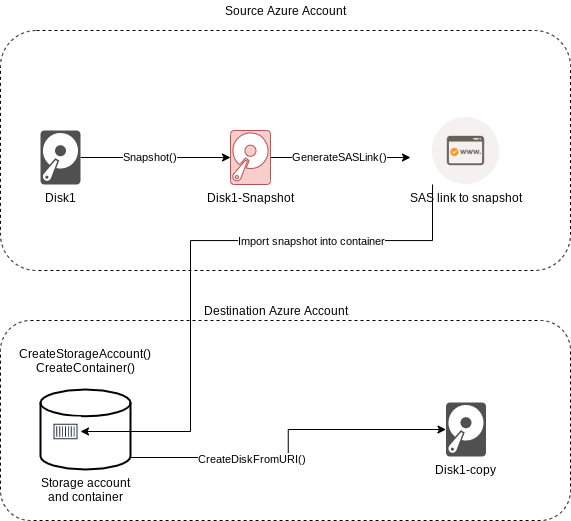 Source Azure Account
Snapshot()
GenerateSASLink()
www.
Disk1
Disk1-Snapshot
SAS link to snapshot
Import snapshot into container
Destination Azure Account
CreateStorageAccount()
CreateContainer()
CreateDiskFromURI()
Disk1-copy
Storage account
and container